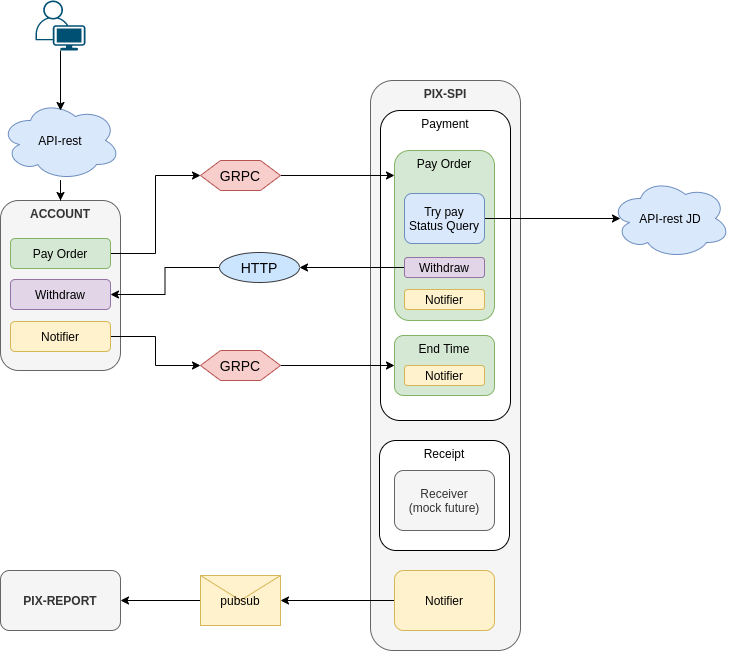 API-rest
ACCOUNT
Pay Order
Withdraw
Notifier
GRPC
HTTP
GRPC
PIX-SPI
Payment
Pay Order
Try pay
Status Query
Withdraw
Notifier
End Time
Notifier
API-rest JD
Receipt
Receiver
(mock future)
Notifier
pubsub
PIX-REPORT